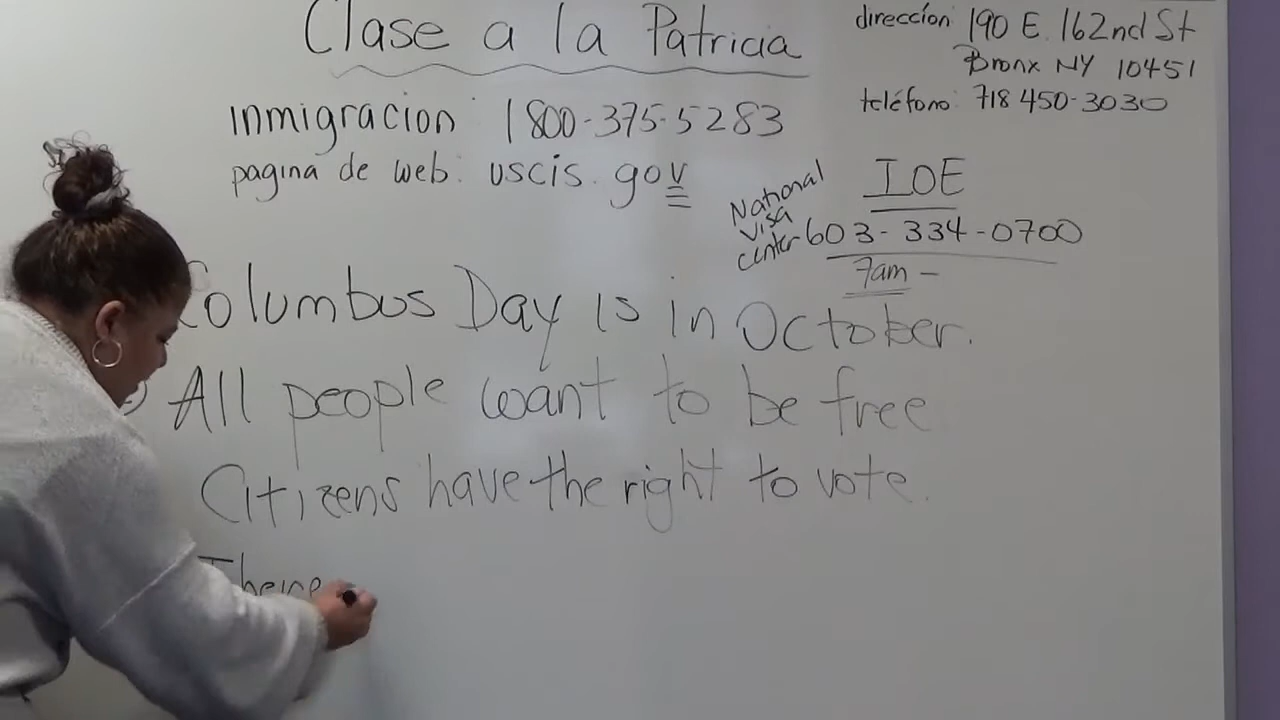 Clase a la Patricia
dirección: 190 E. 162nd St
Bronx NY 10451
teléfono: 718 450-3030
inmigracion: 1800-375-5283
pagina de web: uscis.gov
IOE
National
Visa
Center-603-334-0700
7am -
Columbus Day is in October.
All people want to be free
Citizens have the right to vote.
There